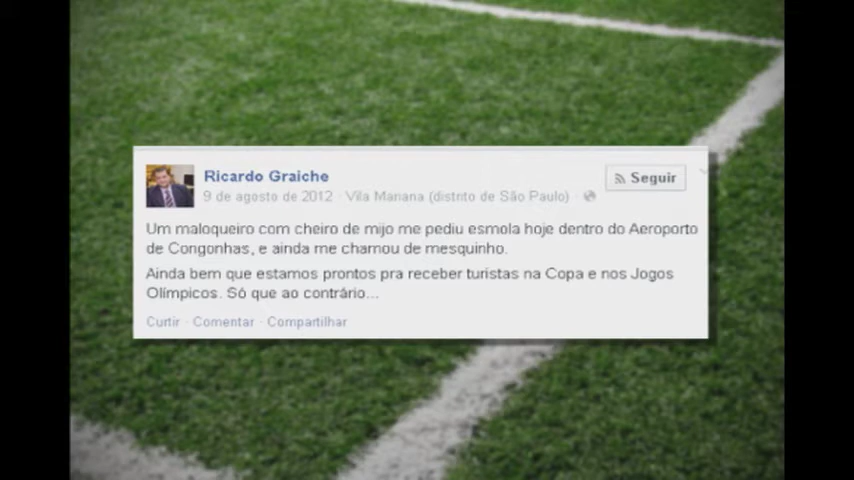 Ricardo Graiche
Seguir
9 de agosto de 2012 · Vila Mariana (distrito de São Paulo) ·
Um maloqueiro com cheiro de mijo me pediu esmola hoje dentro do Aeroporto
de Congonhas, e ainda me chamou de mesquinho.
Ainda bem que estamos prontos pra receber turistas na Copa e nos Jogos
Olímpicos. Só que ao contrário...
Curtir · Comentar · Compartilhar